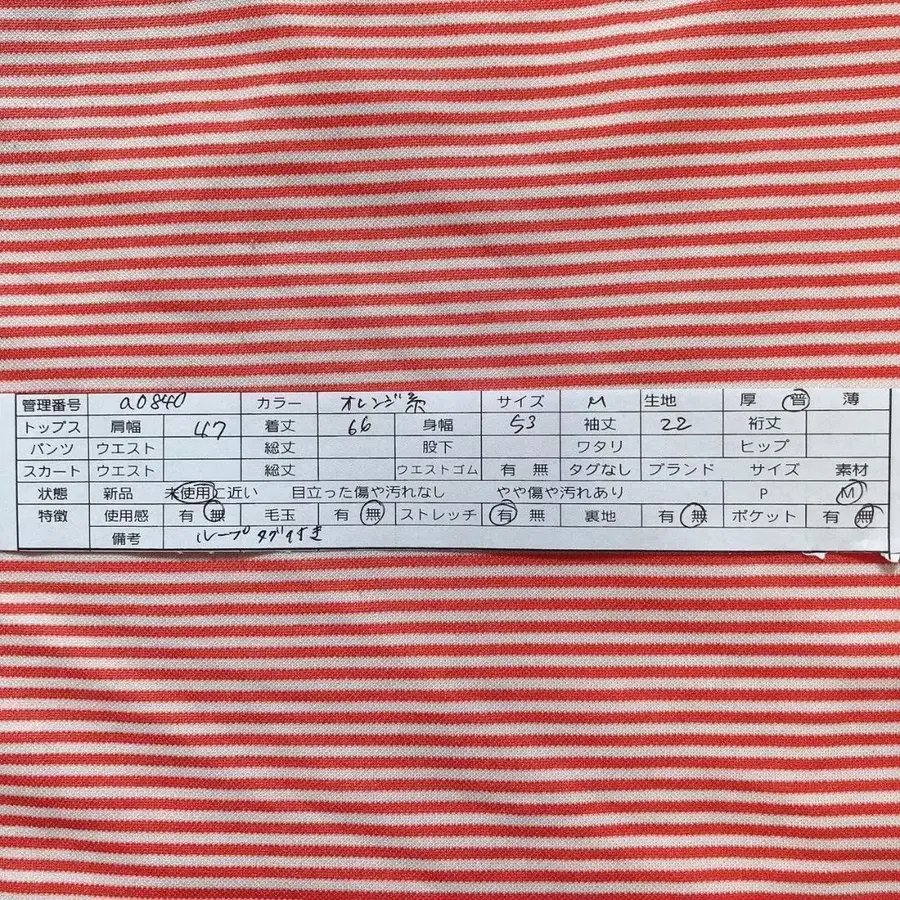 管理番号 a0840 カラー オレンジ系 サイズ M 生地 厚 普 薄
トップス 肩幅 47 着丈 66 身幅 53 袖丈 22 裄丈
パンツ ウエスト 総丈 股下 ワタリ ヒップ
スカート ウエスト 総丈 ウエストゴム 有 無 タグなし ブランド サイズ 素材
状態 新品 未使用に近い 目立った傷や汚れなし やや傷や汚れあり P M
特徴 使用感 有 無 毛玉 有 無 ストレッチ 有 無 裏地 有 無 ポケット 有 無
備考 ループタグ付き